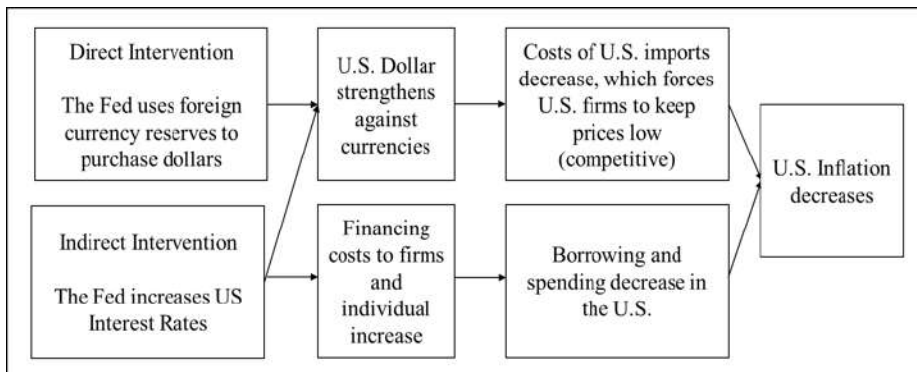 Direct Intervention
The Fed uses foreign
currency reserves to
purchase dollars
U.S. Dollar
strengthens
against
currencies
Costs of U.S. imports
decrease, which forces
U.S. firms to keep
prices low
(competitive)
U.S. Inflation
decreases
Indirect Intervention
The Fed increases US
Interest Rates
Financing
costs to firms
and
individual
increase
Borrowing and
spending decrease in
the U.S.